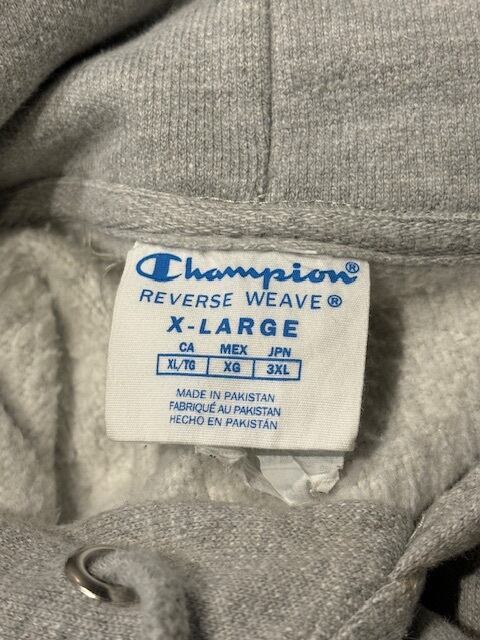 Champion®
REVERSE WEAVE®
X-LARGE
CA MEX JPN
XL/TG XG 3XL
MADE IN PAKISTAN
FABRIQUÉ AU PAKISTAN
HECHO EN PAKISTÁN